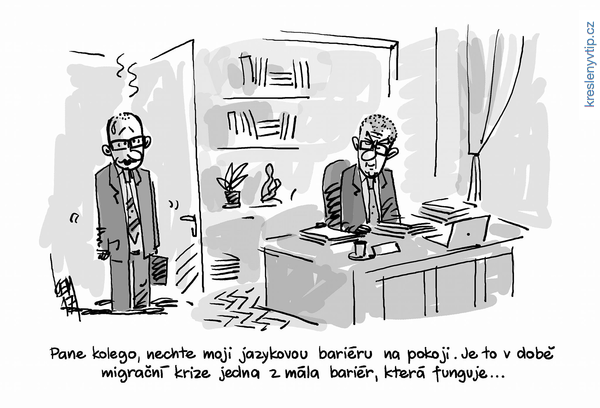 kreslenyvtip.cz
Pane kolego, nechte moji jazykovou bariéru na pokoji. Je to v době
migrační krize jedna z mála bariér, která funguje...